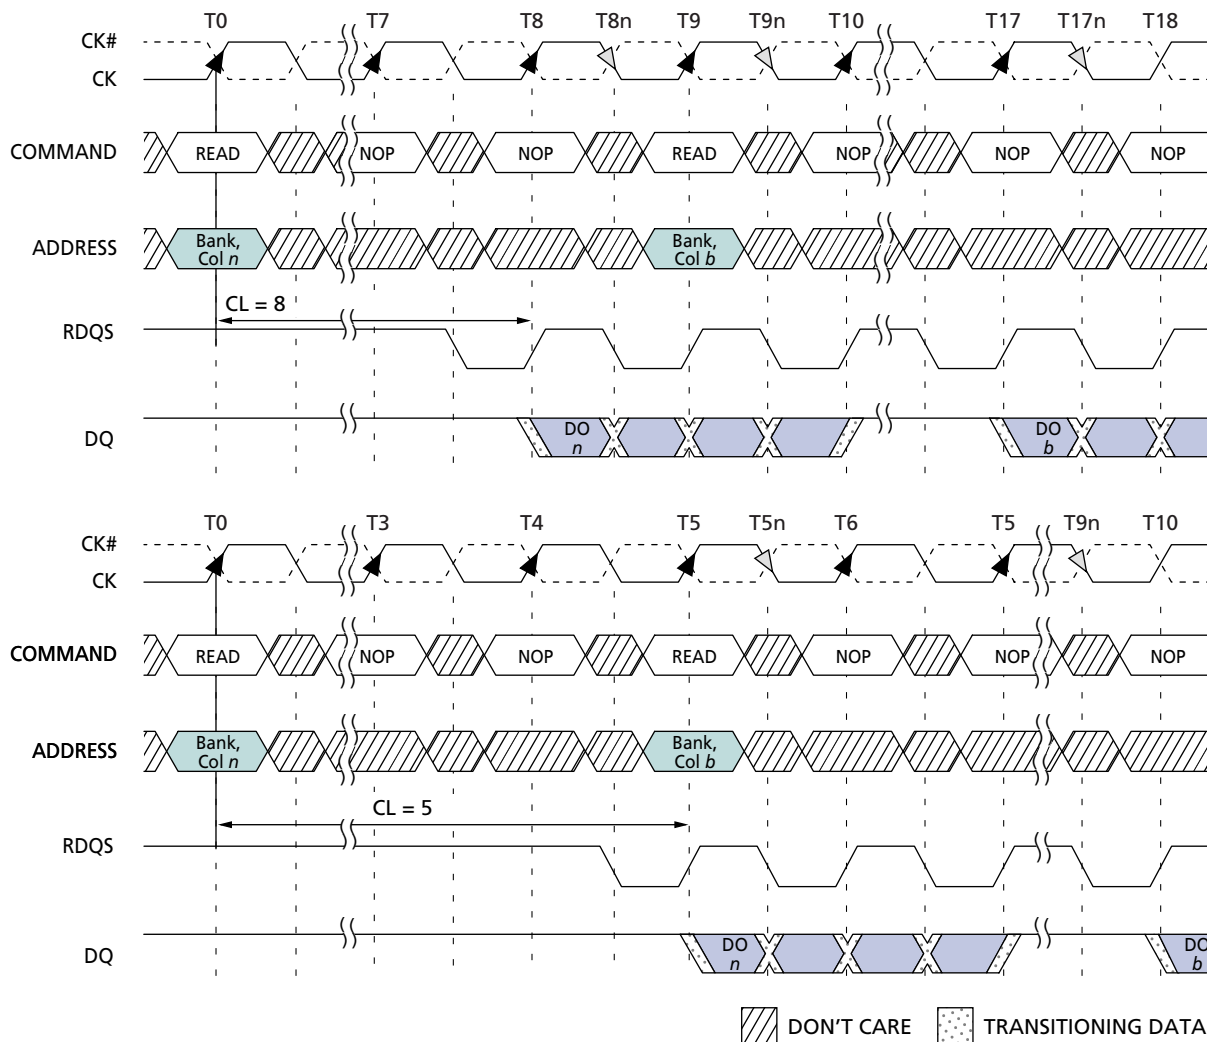 T0 T7 T8 T8n T9 T9n T10 T17 T17n T18
CK#
CK
COMMAND READ NOP NOP READ NOP NOP NOP
ADDRESS Bank, Col n Bank, Col b
CL = 8
RDQS
DQ DO n DO b
T0 T3 T4 T5 T5n T6 T5 T9n T10
CK#
CK
COMMAND READ NOP NOP READ NOP NOP NOP
ADDRESS Bank, Col n Bank, Col b
CL = 5
RDQS
DQ DO n DO b
DON'T CARE TRANSITIONING DATA